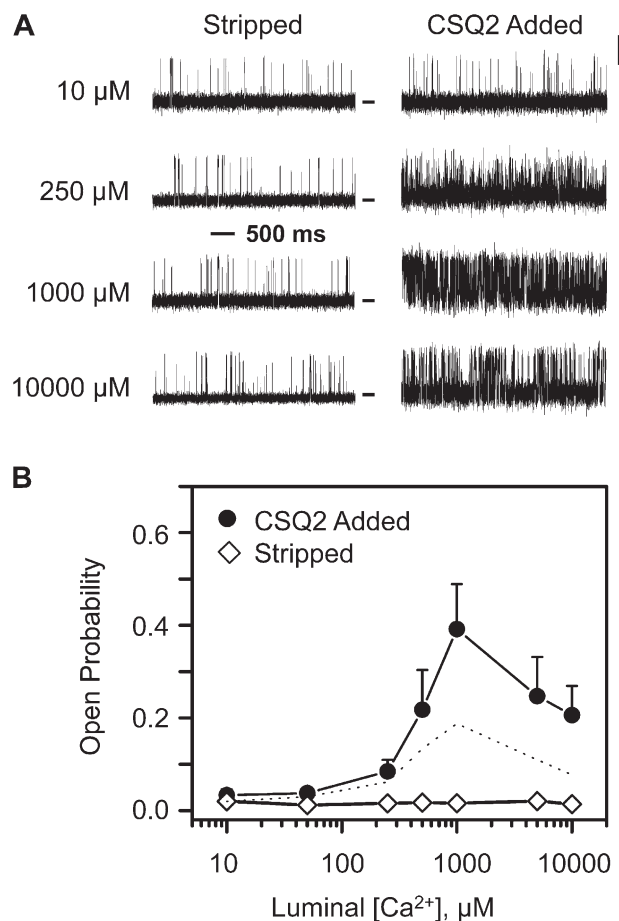 A
Stripped
CSQ2 Added
10 µM
250 µM
500 ms
1000 µM
10000 µM
B
CSQ2 Added
Stripped
0.6
0.4
0.2
0.0
Open Probability
10
100
1000
10000
Luminal [Ca²⁺], µM